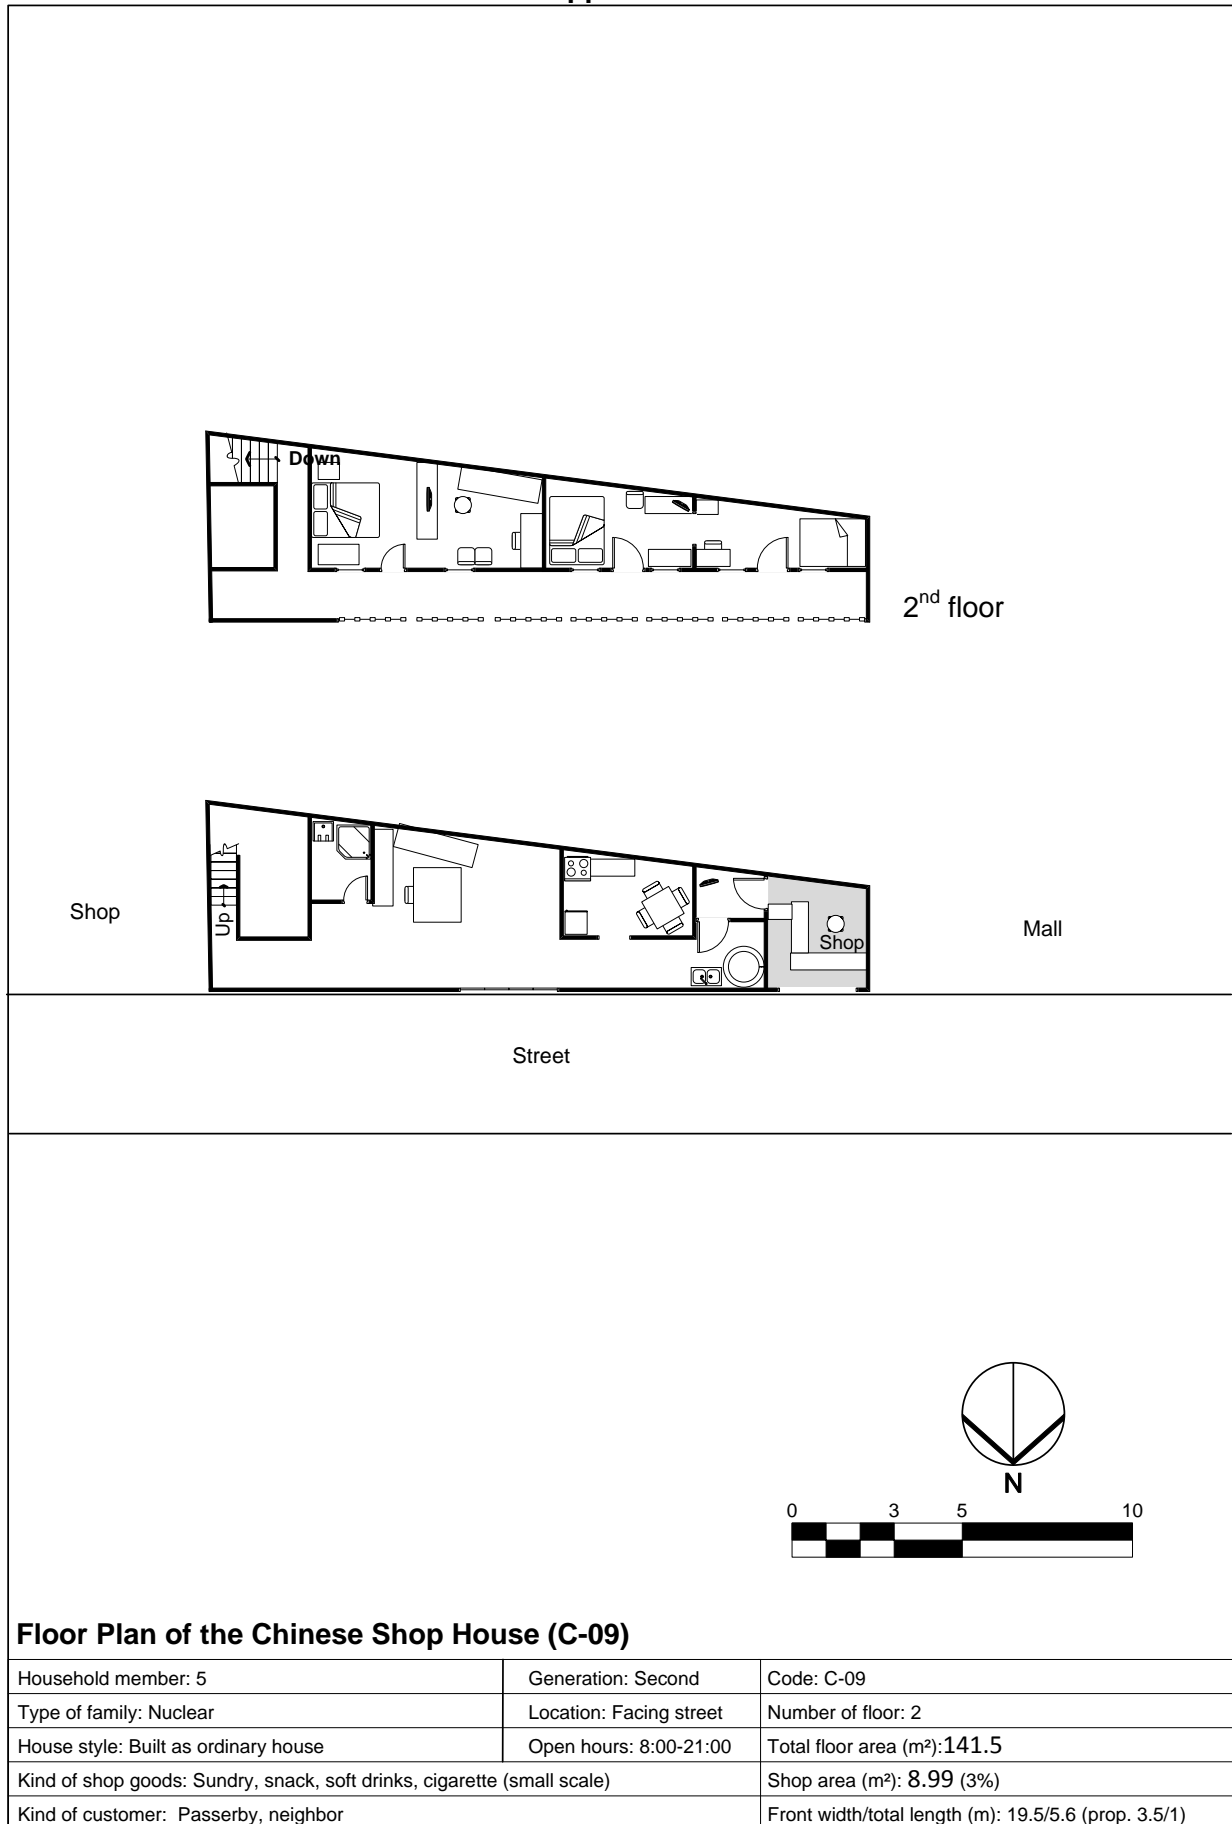 Down
2nd floor
Shop
Up
Shop
Mall
Street
N
0 3 5 10
Floor Plan of the Chinese Shop House (C-09)
Household member: 5 Generation: Second Code: C-09
Type of family: Nuclear Location: Facing street Number of floor: 2
House style: Built as ordinary house Open hours: 8:00-21:00 Total floor area (m²):141.5
Kind of shop goods: Sundry, snack, soft drinks, cigarette (small scale) Shop area (m²): 8.99 (3%)
Kind of customer: Passerby, neighbor Front width/total length (m): 19.5/5.6 (prop. 3.5/1)